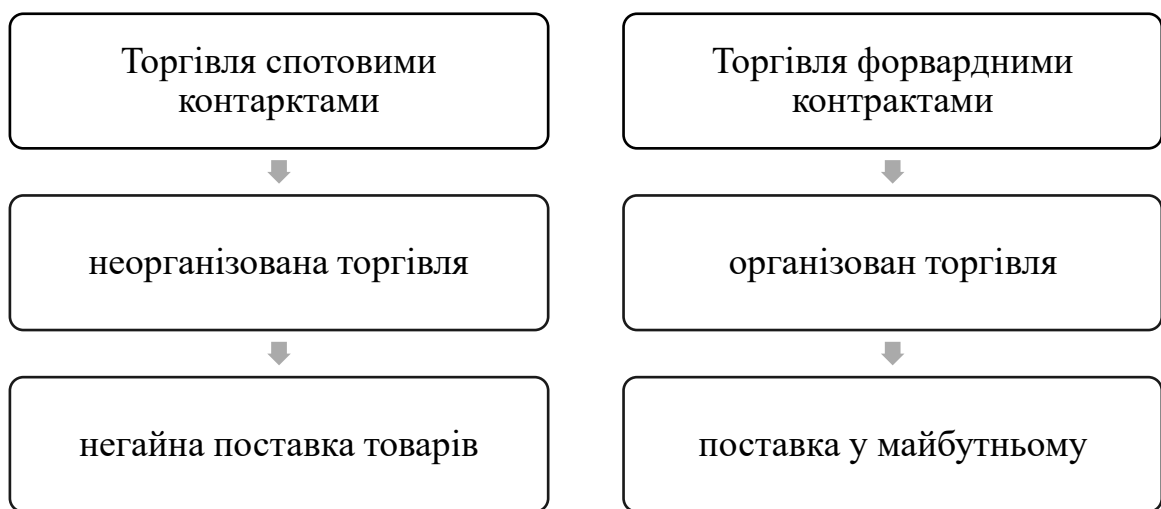 Торгівля спотовими
контарктами
неорганізована торгівля
негайна поставка товарів
Торгівля форвардними
контрактами
організован торгівля
поставка у майбутньому